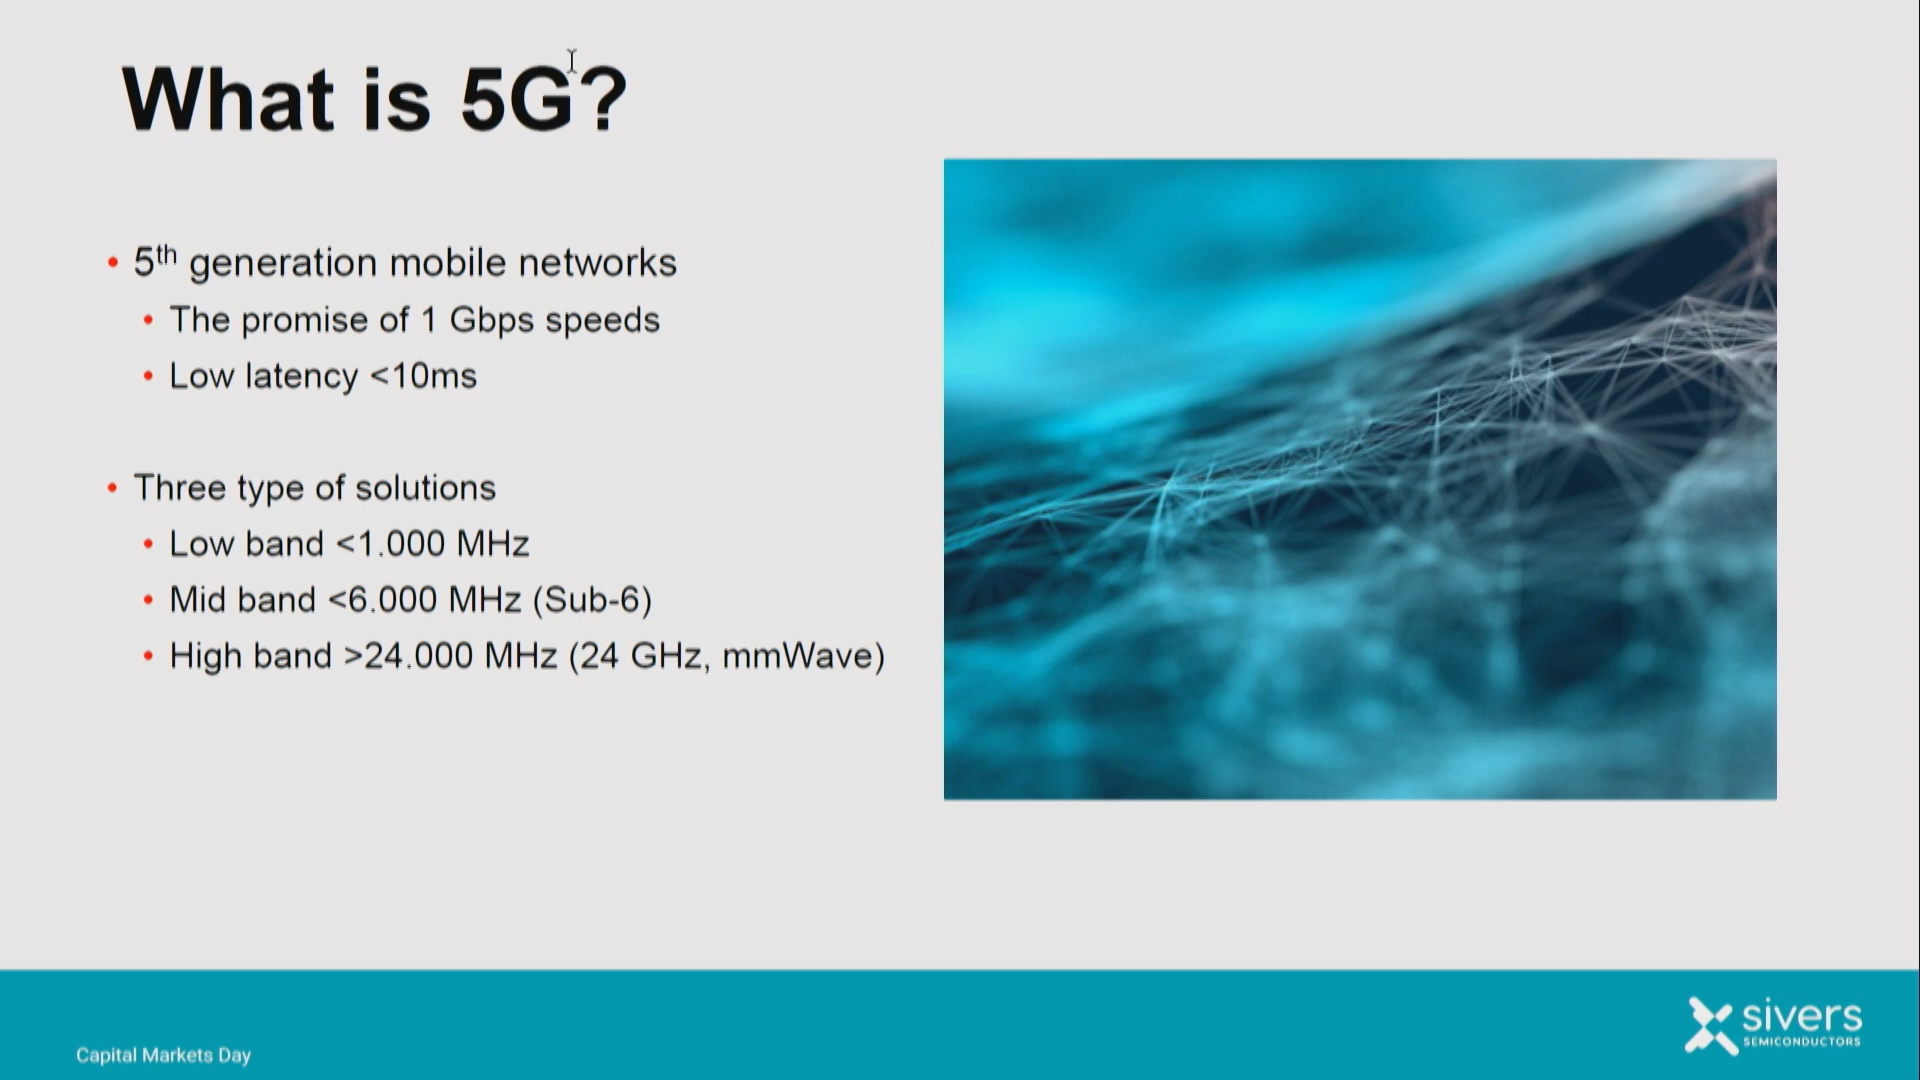 What is 5G?
• 5th generation mobile networks
• The promise of 1 Gbps speeds
• Low latency <10ms
• Three type of solutions
• Low band <1.000 MHz
• Mid band <6.000 MHz (Sub-6)
• High band >24.000 MHz (24 GHz, mmWave)
Capital Markets Day
sivers
SEMICONDUCTORS